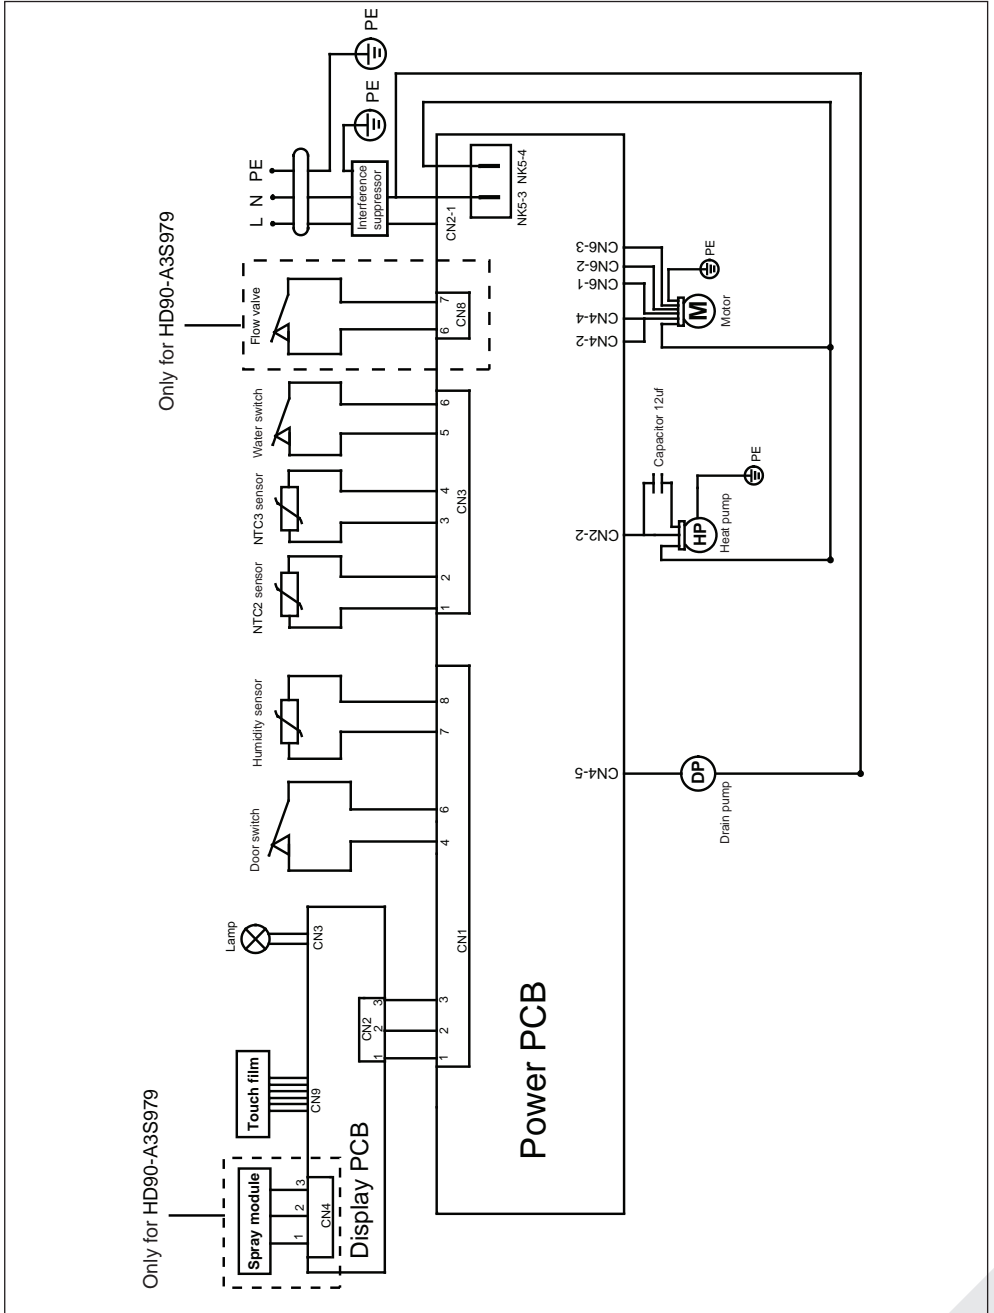 Only for HD90-A3S979
Spray module
1
2
3
CN4
Display PCB
Touch film
CN9
Lamp
CN3
CN2
1
2
3
1
2
3
CN1
Door switch
4
6
Humidity sensor
7
8
NTC2 sensor
1
2
NTC3 sensor
3
4
CN3
Water switch
5
6
Only for HD90-A3S979
Flow valve
6
7
CN8
L
N
PE
Interference
suppressor
PE
PE
CN2-1
NK5-3
NK5-4
Power PCB
CN4-5
DP
Drain pump
CN2-2
Capacitor 12uf
HP
Heat pump
PE
CN4-2
CN4-4
CN6-1
CN6-2
CN6-3
M
Motor
PE